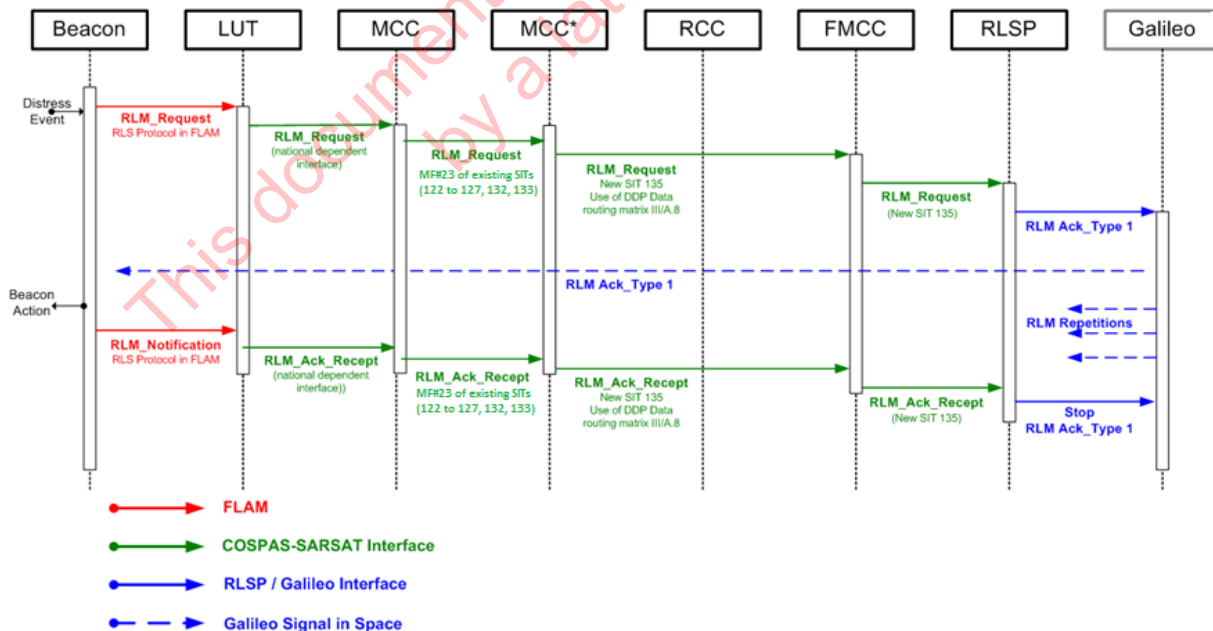 Beacon
LUT
MCC
MCC*
RCC
FMCC
RLSP
Galileo
This document
by a lat
Distress
Event
RLM_Request
RLS Protocol in FLAM
RLM_Request
(national dependent
interface)
RLM_Request
MF#23 of existing SITs
(122 to 127, 132, 133)
RLM_Request
New SIT 135
Use of DDP Data
routing matrix III/A.8
RLM_Request
(New SIT 135)
RLM Ack_Type 1
RLM Ack_Type 1
Beacon
Action
RLM Repetitions
RLM_Notification
RLS Protocol in FLAM
RLM_Ack_Recept
(national dependent
interface))
RLM_Ack_Recept
MF#23 of existing SITs
(122 to 127, 132, 133)
RLM_Ack_Recept
New SIT 135
Use of DDP Data
routing matrix III/A.8
RLM_Ack_Recept
(New SIT 135)
Stop
RLM Ack_Type 1
FLAM
COSPAS-SARSAT Interface
RLSP / Galileo Interface
Galileo Signal in Space